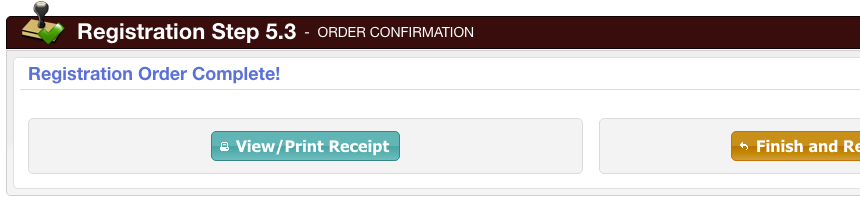 Registration Step 5.3 - ORDER CONFIRMATION
Registration Order Complete!
View/Print Receipt
Finish and Re